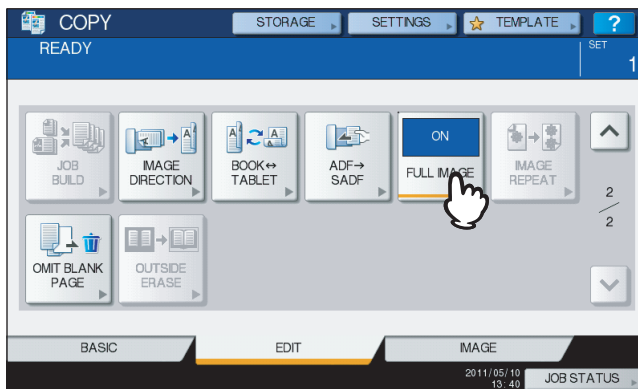 COPY
STORAGE
SETTINGS
TEMPLATE
?
READY
SET
1
JOB
BUILD
IMAGE
DIRECTION
BOOK↔
TABLET
ADF→
SADF
ON
FULL IMAGE
IMAGE
REPEAT
2
2
OMIT BLANK
PAGE
OUTSIDE
ERASE
BASIC
EDIT
IMAGE
2011/05/10
13:40
JOB STATUS